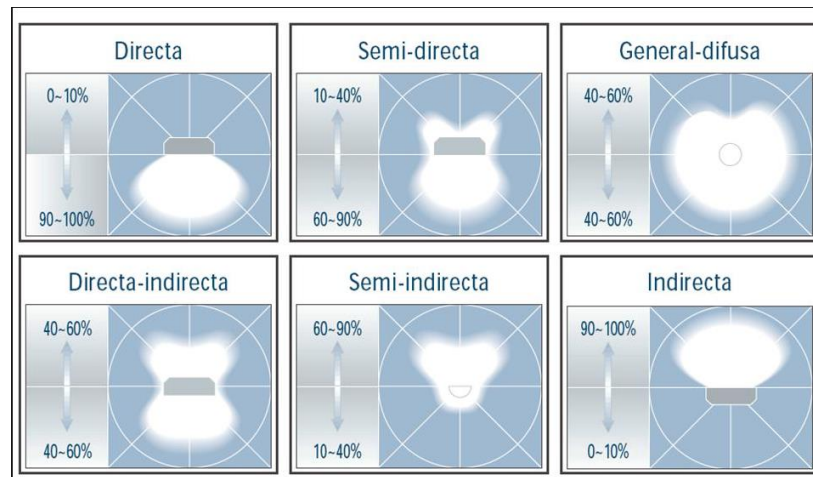 Directa
0~10%
90~100%
Semi-directa
10~40%
60~90%
General-difusa
40~60%
40~60%
Directa-indirecta
40~60%
40~60%
Semi-indirecta
60~90%
10~40%
Indirecta
90~100%
0~10%